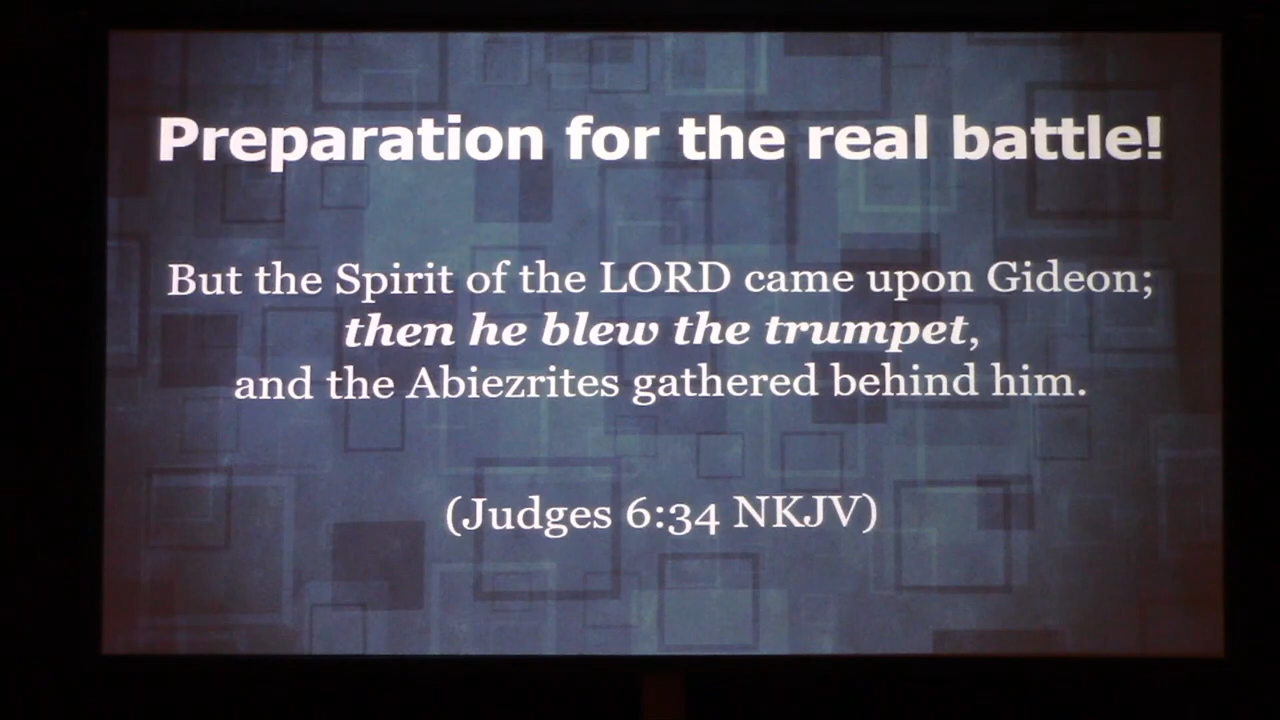 Preparation for the real battle!
But the Spirit of the LORD came upon Gideon;
then he blew the trumpet,
and the Abiezrites gathered behind him.
(Judges 6:34 NKJV)